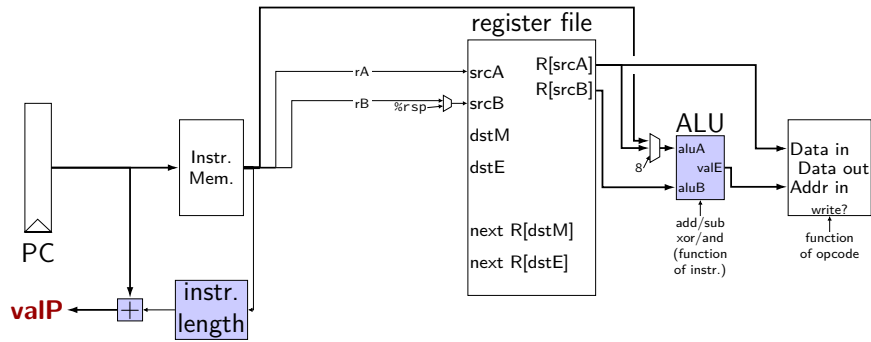 register file
PC
Instr.
Mem.
instr.
length
+
valP
rA
rB
%rsp
srcA
srcB
dstM
dstE
next R[dstM]
next R[dstE]
R[srcA]
R[srcB]
8
ALU
aluA
valE
aluB
add/sub
xor/and
(function
of instr.)
Data in
Data out
Addr in
write?
function
of opcode